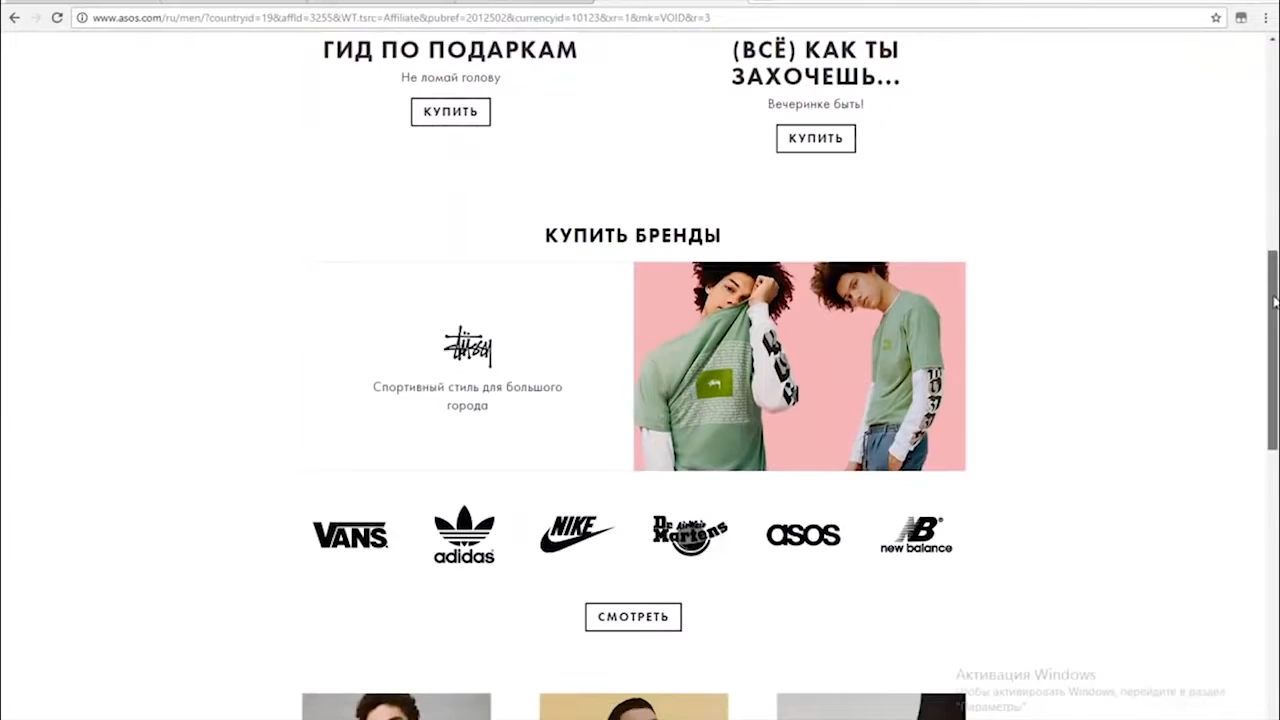 www.asos.com/ru/men/?countryid=19&affId=3255&WT.tsrc=Affiliate&pubref=2012502&currencyid=10123&xr=1&mk=VOID&r=3
ГИД ПО ПОДАРКАМ
Не ломай голову
КУПИТЬ
(ВСЁ) КАК ТЫ
ЗАХОЧЕШЬ...
Вечеринке быть!
КУПИТЬ
КУПИТЬ БРЕНДЫ
Stüssy
Спортивный стиль для большого
города
VANS
adidas
NIKE
Dr. AirWair Martens
asos
NB
new balance
СМОТРЕТЬ
Активация Windows
Чтобы активировать Windows, перейдите в раздел
"Параметры"